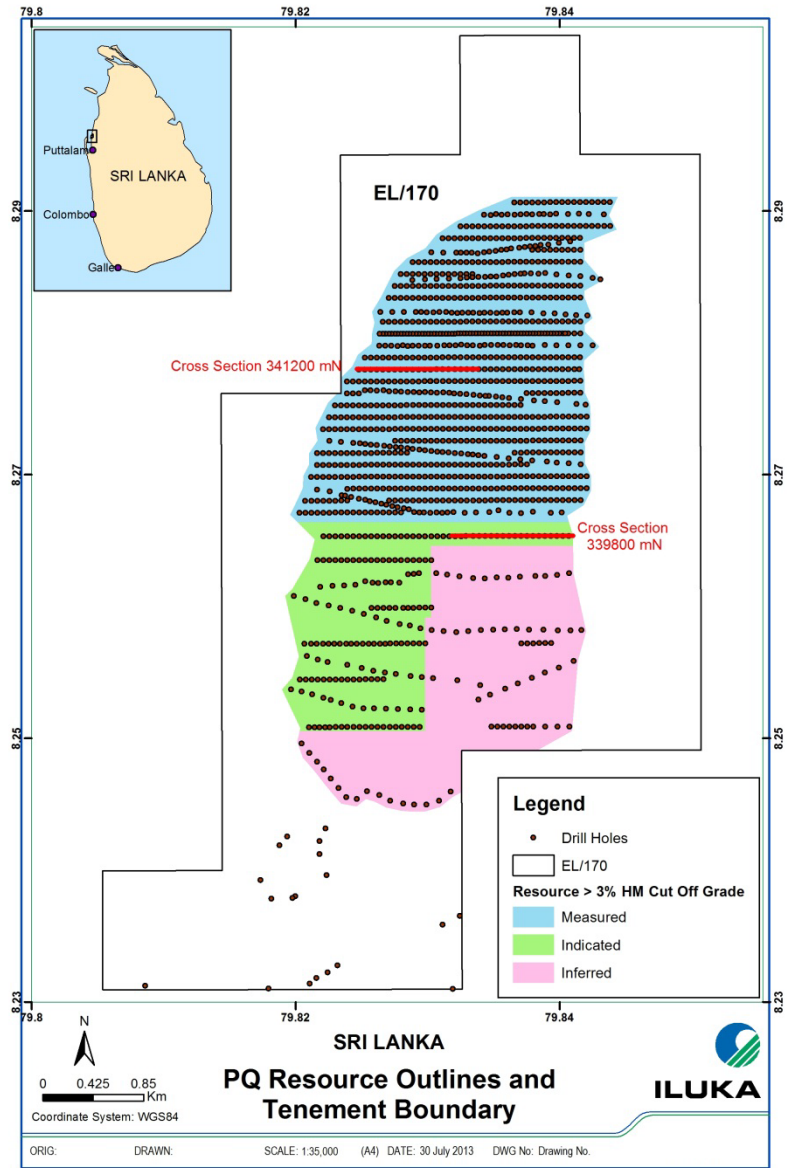 79.8
79.82
79.84
SRI LANKA
Puttalam
Colombo
Galle
EL/170
8.29
8.29
Cross Section 341200 mN
8.27
8.27
Cross Section
339800 mN
8.25
8.25
Legend
Drill Holes
EL/170
Resource > 3% HM Cut Off Grade
Measured
Indicated
Inferred
8.23
8.23
79.8
79.82
79.84
N
0 0.425 0.85
Km
Coordinate System: WGS84
SRI LANKA
PQ Resource Outlines and
Tenement Boundary
ILUKA
ORIG: DRAWN: SCALE: 1:35,000 (A4) DATE: 30 July 2013 DWG No: Drawing No.